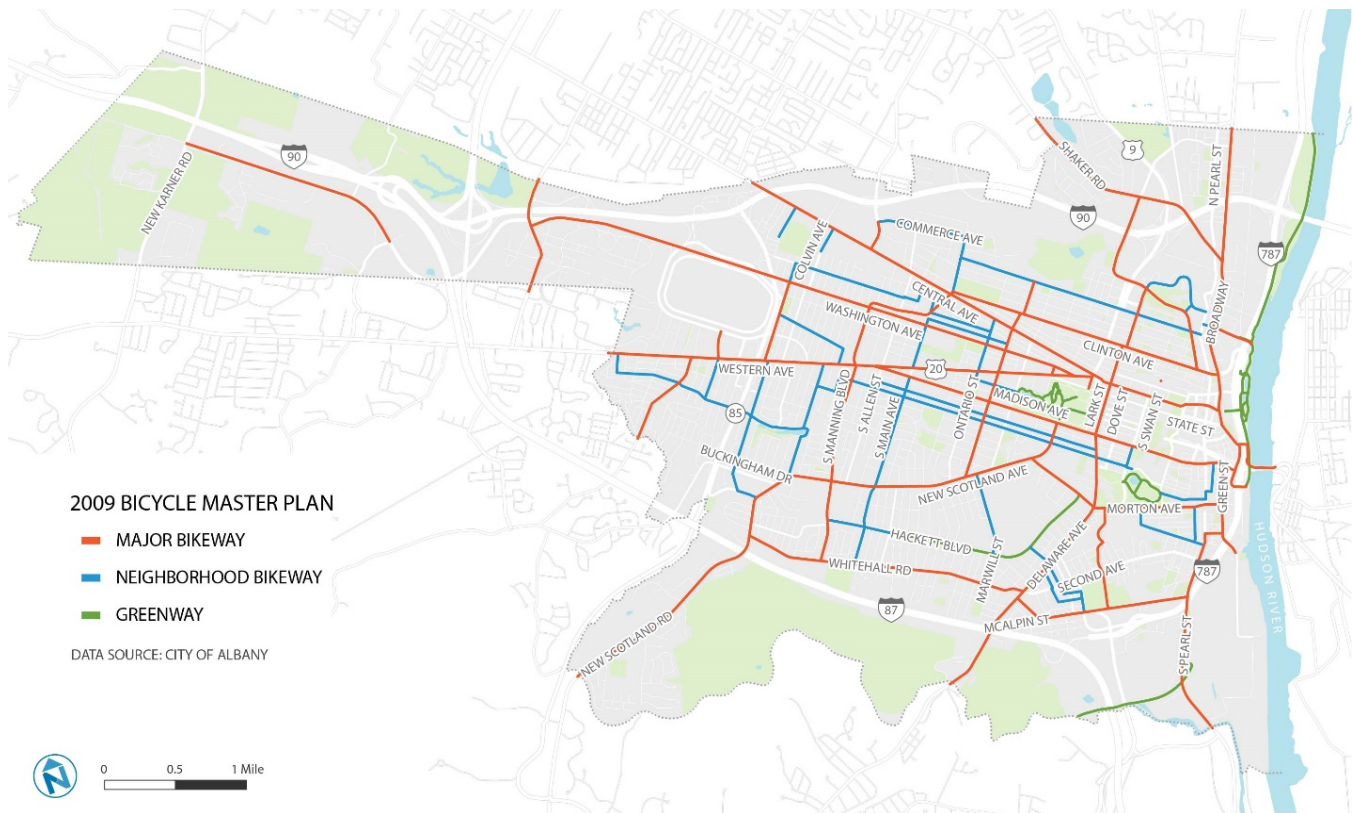 SHAKER RD
9
N PEARL ST
NEW KARNER RD
90
90
787
COMMERCE AVE
COLVIN AVE
CENTRAL AVE
WASHINGTON AVE
BROADWAY
CLINTON AVE
WESTERN AVE
20
S MANNING BLVD
S ALLEN ST
S MAIN AVE
ONTARIO ST
MADISON AVE
LARK ST
DOVE ST
S SWAN ST
STATE ST
85
BUCKINGHAM DR
NEW SCOTLAND AVE
GREEN ST
MORTON AVE
HACKETT BLVD
MARWILL ST
DELAWARE AVE
SECOND AVE
WHITEHALL RD
787
HUDSON RIVER
87
MCALPIN ST
NEW SCOTLAND RD
S PEARL ST
2009 BICYCLE MASTER PLAN
MAJOR BIKEWAY
NEIGHBORHOOD BIKEWAY
GREENWAY
DATA SOURCE: CITY OF ALBANY
N
0 0.5 1 Mile